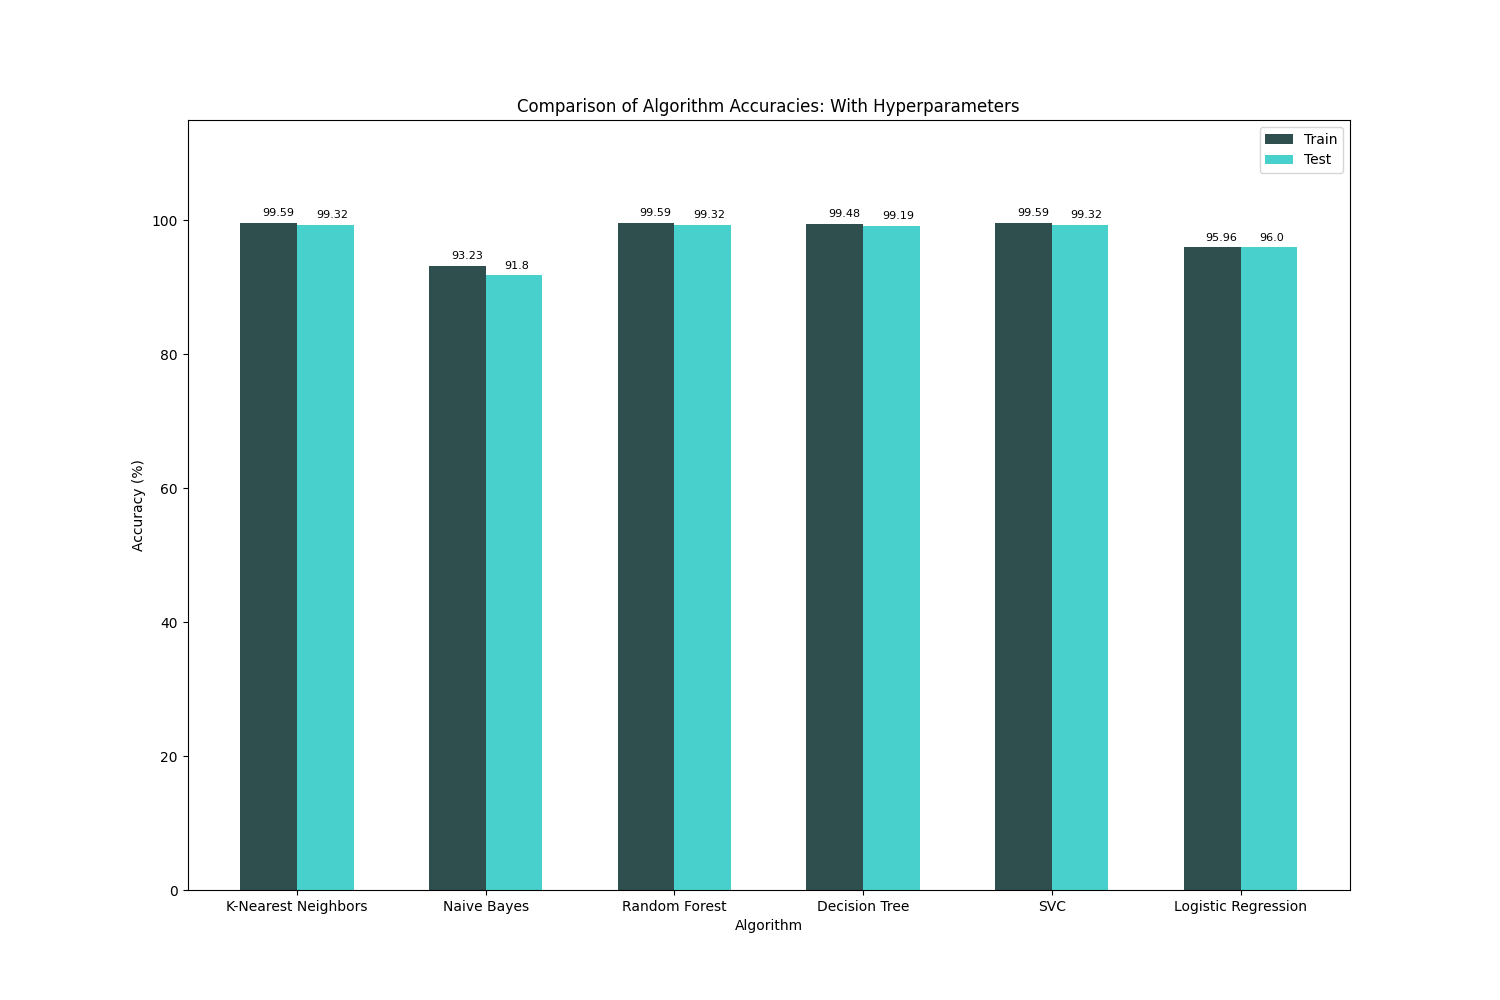 Comparison of Algorithm Accuracies: With Hyperparameters
Train
Test
99.59 99.32 99.59 99.32 99.48 99.19 99.59 99.32
95.96 96.0
93.23 91.8
100
80
60
40
20
0
Accuracy (%)
K-Nearest Neighbors Naive Bayes Random Forest Decision Tree SVC Logistic Regression
Algorithm